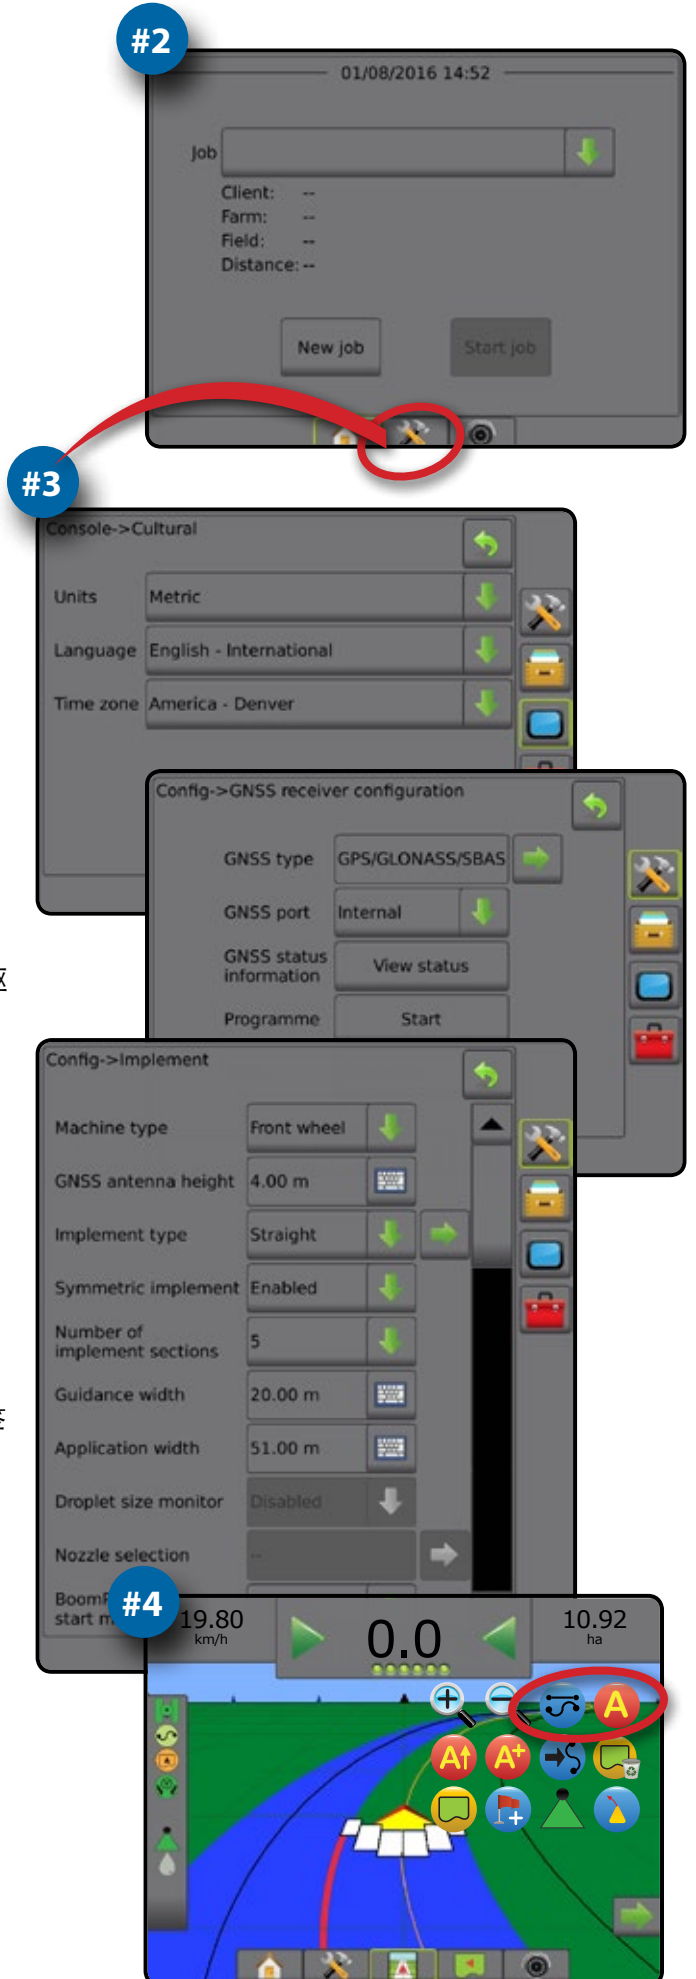 #2
01/08/2016 14:52
Job
Client: --
Farm: --
Field: --
Distance: --
New job
Start job
#3
Console->Cultural
Units Metric
Language English - International
Time zone America - Denver
Config->GNSS receiver configuration
GNSS type GPS/GLONASS/SBAS
GNSS port Internal
GNSS status
information
View status
Programme Start
Config->Implement
Machine type Front wheel
GNSS antenna height 4.00 m
Implement type Straight
Symmetric implement Enabled
Number of
implement sections
5
Guidance width 20.00 m
Application width 51.00 m
Droplet size monitor Disabled
Nozzle selection --
#4
19.80
km/h
0.0
10.92
ha
A
A
A+